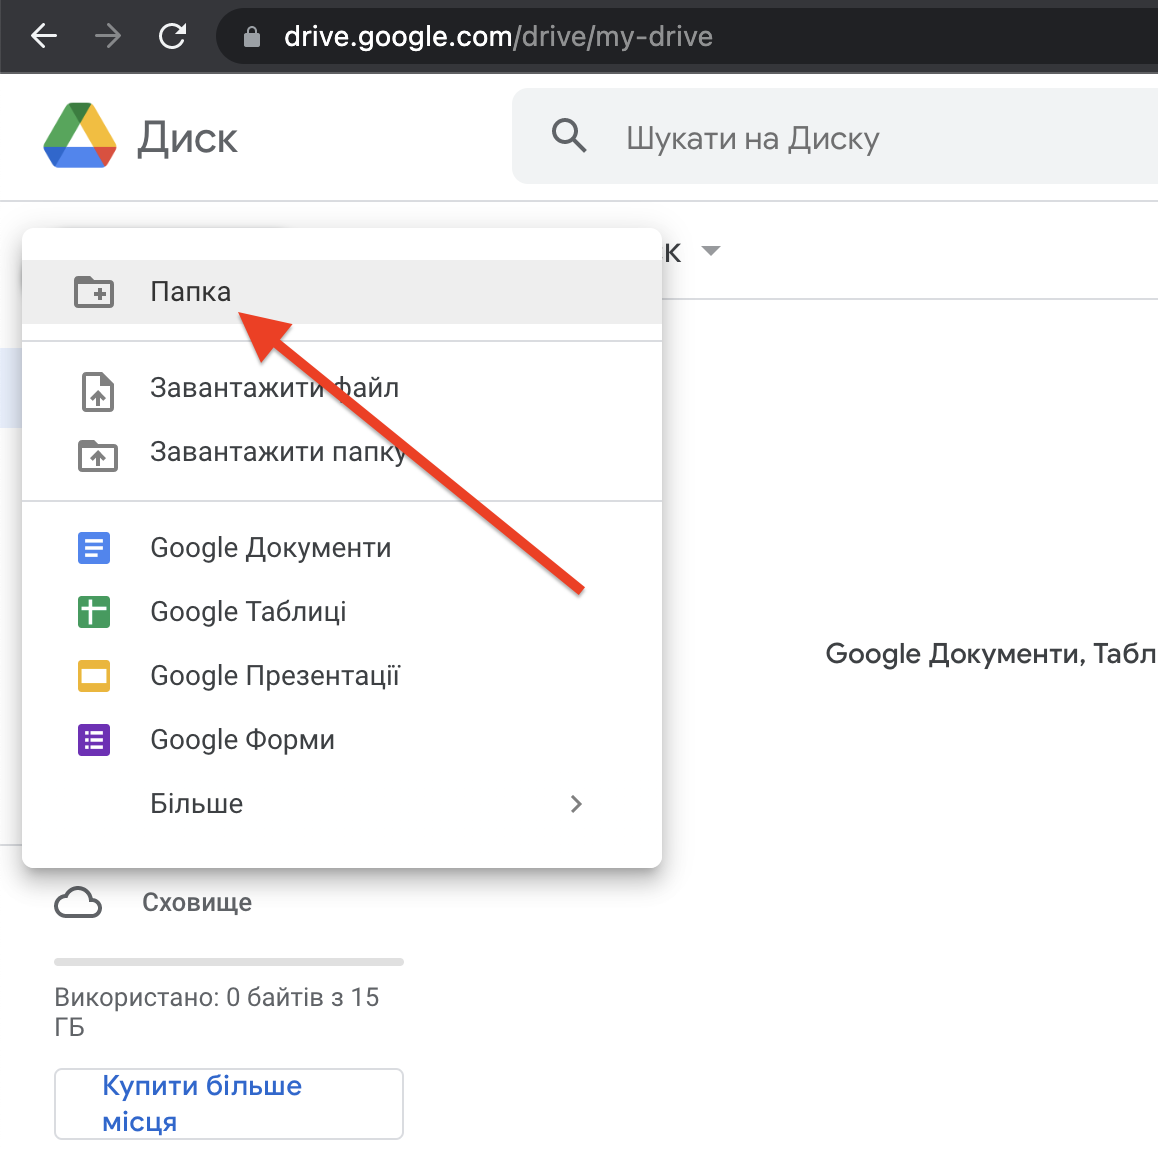 drive.google.com/drive/my-drive
Диск
Шукати на Диску
к
Папка
Завантажити файл
Завантажити папку
Google Документи
Google Таблиці
Google Презентації
Google Форми
Більше
Google Документи, Табл
Сховище
Використано: 0 байтів з 15
ГБ
Купити більше
місця